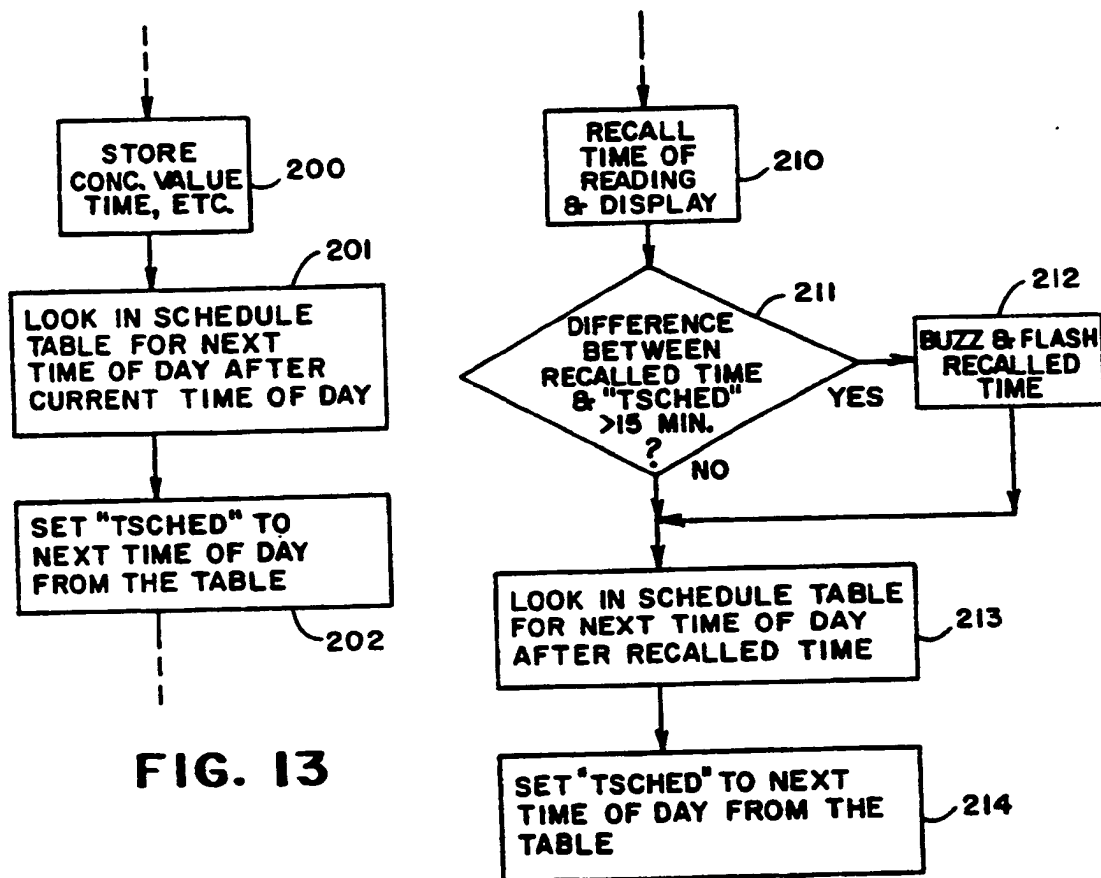 STORE
CONC. VALUE
TIME, ETC.
200
201
LOOK IN SCHEDULE
TABLE FOR NEXT
TIME OF DAY AFTER
CURRENT TIME OF DAY
SET "TSCHED" TO
NEXT TIME OF DAY
FROM THE TABLE
202
FIG. 13
RECALL
TIME OF
READING
& DISPLAY
210
211
DIFFERENCE
BETWEEN
RECALLED TIME
& "TSCHED"
>15 MIN.
?
YES
NO
212
BUZZ & FLASH
RECALLED
TIME
LOOK IN SCHEDULE TABLE
FOR NEXT TIME OF DAY
AFTER RECALLED TIME
213
SET "TSCHED" TO NEXT
TIME OF DAY FROM THE
TABLE
214